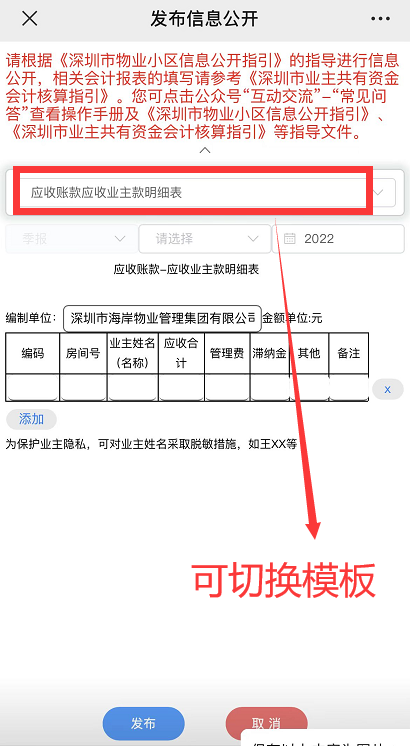 发布信息公开
请根据《深圳市物业小区信息公开指引》的指导进行信息
公开，相关会计报表的填写请参考《深圳市业主共有资金
会计核算指引》。您可点击公众号“互动交流”–“常见问
答”查看操作手册及《深圳市物业小区信息公开指引》、
《深圳市业主共有资金会计核算指引》等指导文件。
应收账款应收业主款明细表
季报 请选择 2022
应收账款–应收业主款明细表
编制单位： 深圳市海岸物业管理集团有限公司 金额单位:元
编码 房间号 业主姓名（名称） 应收合计 管理费 滞纳金 其他 备注
x
添加
为保护业主隐私，可对业主姓名采取脱敏措施，如王XX等
可切换模板
发布 取 消